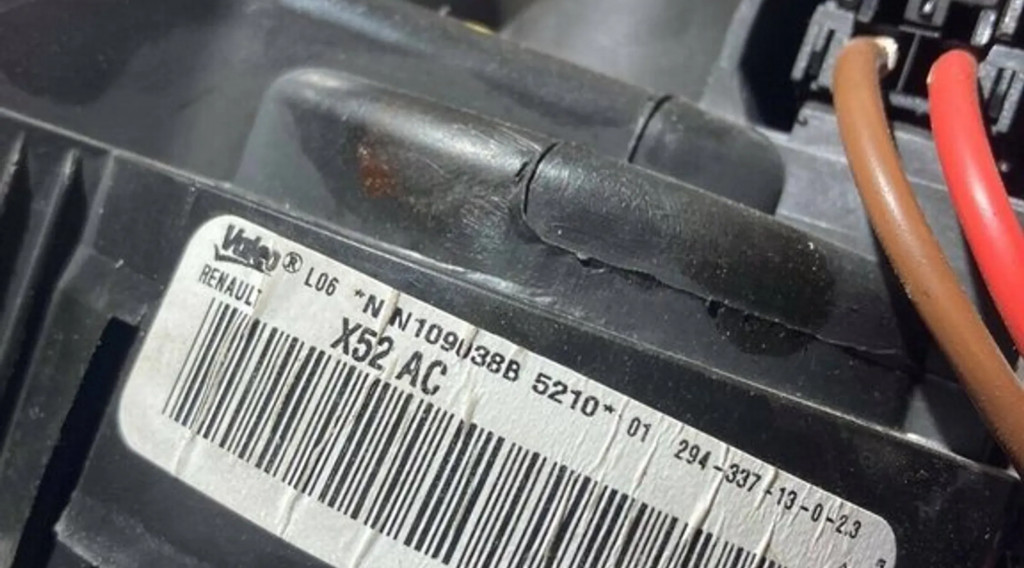 Valeo® L06 *N N109038B 5210* 01 294-337-13-0-2.3
RENAULT X52 AC